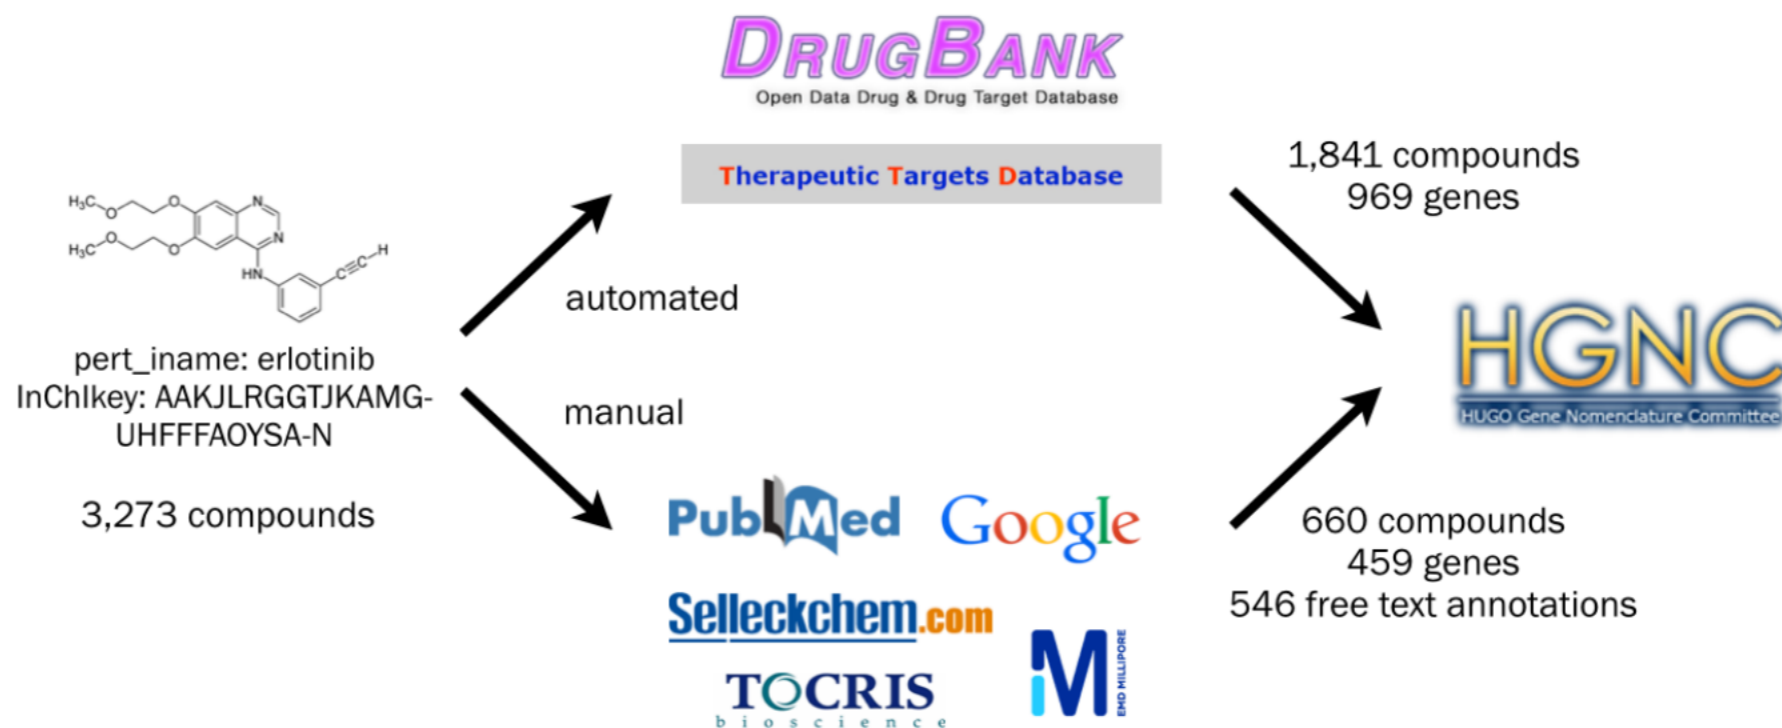 DRUGBANK
Open Data Drug & Drug Target Database
Therapeutic Targets Database
1,841 compounds
969 genes
H₃C
O
O
N
N
H₃C
O
O
HN
C
C
H
automated
pert_iname: erlotinib
InChIkey: AAKJLRGGTJKAMG-
UHFFFAOYSA-N
3,273 compounds
manual
HGNC
HUGO Gene Nomenclature Committee
PubMed
Google
Selleckchem.com
TOCRIS
bioscience
M
EMD MILLIPORE
660 compounds
459 genes
546 free text annotations